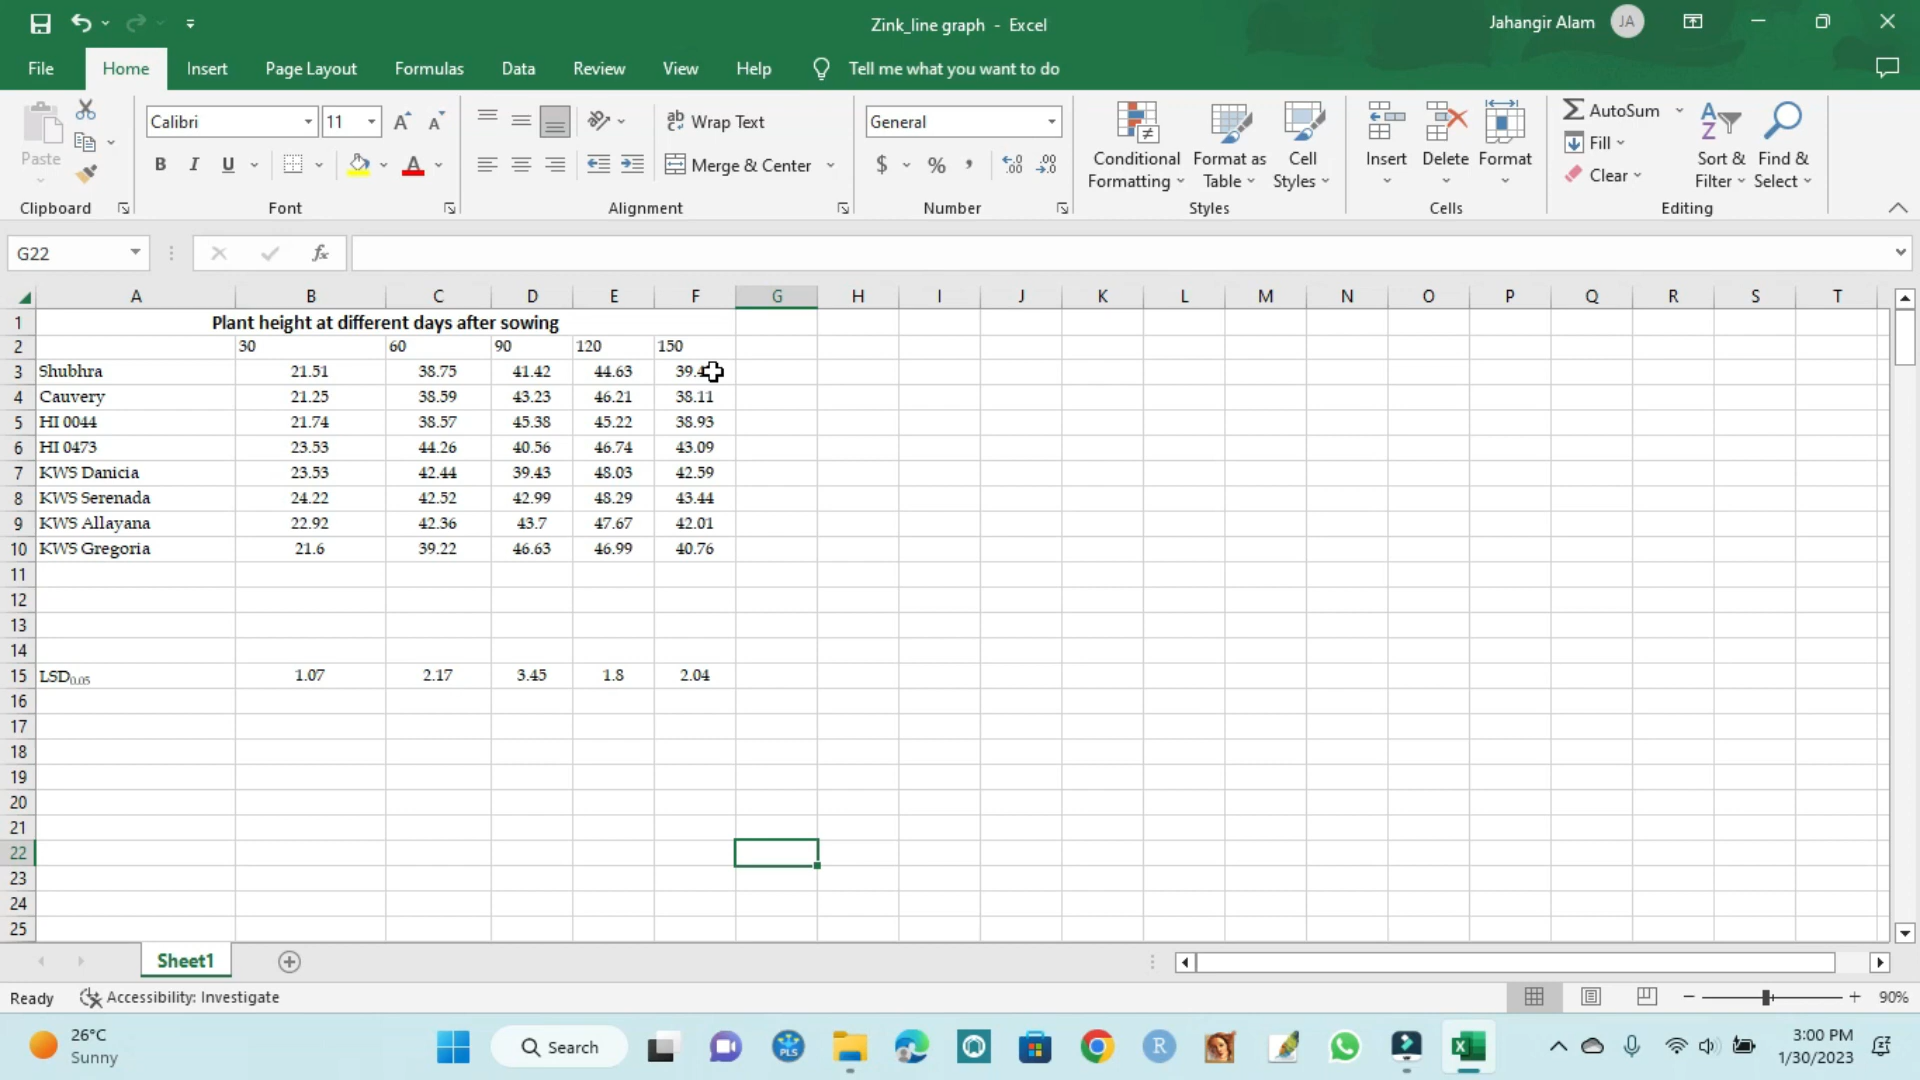 Zink_line graph - Excel
Jahangir Alam JA
File Home Insert Page Layout Formulas Data Review View Help Tell me what you want to do
Paste
Clipboard
Calibri 11
B I U A
Font
Wrap Text
Merge & Center
Alignment
General
$ % ,
Number
Conditional Formatting
Format as Table
Cell Styles
Styles
Insert Delete Format
Cells
AutoSum
Fill
Clear
Sort & Filter
Find & Select
Editing
G22 fx
A B C D E F G H I J K L M N O P Q R S T
1 Plant height at different days after sowing
2 30 60 90 120 150
3 Shubhra 21.51 38.75 41.42 44.63
4 Cauvery 21.25 38.59 43.23 46.21 38.11
5 HI 0044 21.74 38.57 45.38 45.22 38.93
6 HI 0473 23.53 44.26 40.56 46.74 43.09
7 KWS Danicia 23.53 42.44 39.43 48.03 42.59
8 KWS Serenada 24.22 42.52 42.99 48.29 43.44
9 KWS Allayana 22.92 42.36 43.7 47.67 42.01
10 KWS Gregoria 21.6 39.22 46.63 46.99 40.76
11
12
13
14
15 LSD0.05 1.07 2.17 3.45 1.8 2.04
16
17
18
19
20
21
22
23
24
25
Sheet1
Ready Accessibility: Investigate 90%
26°C
Sunny
Search
PLS
R
3:00 PM
1/30/2023